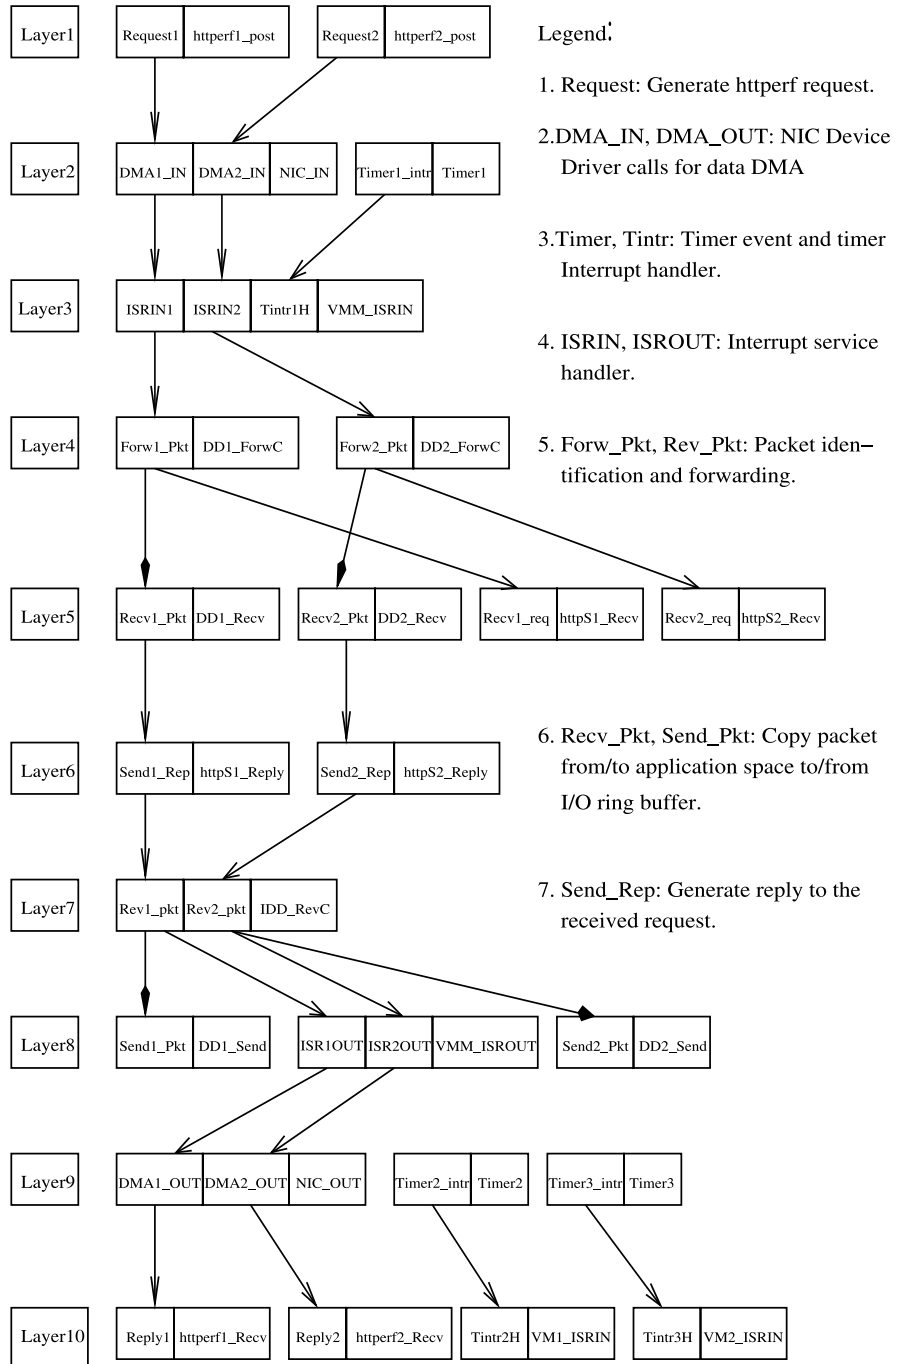 Layer1 Request1 httperf1_post Request2 httperf2_post
Legend:
1. Request: Generate httperf request.
2.DMA_IN, DMA_OUT: NIC Device
Driver calls for data DMA
Layer2 DMA1_IN DMA2_IN NIC_IN Timer1_intr Timer1
3.Timer, Tintr: Timer event and timer
Interrupt handler.
Layer3 ISRIN1 ISRIN2 Tintr1H VMM_ISRIN
4. ISRIN, ISROUT: Interrupt service
handler.
Layer4 Forw1_Pkt DD1_ForwC Forw2_Pkt DD2_ForwC
5. Forw_Pkt, Rev_Pkt: Packet iden−
tification and forwarding.
Layer5 Recv1_Pkt DD1_Recv Recv2_Pkt DD2_Recv Recv1_req httpS1_Recv Recv2_req httpS2_Recv
Layer6 Send1_Rep httpS1_Reply Send2_Rep httpS2_Reply
6. Recv_Pkt, Send_Pkt: Copy packet
from/to application space to/from
I/O ring buffer.
Layer7 Rev1_pkt Rev2_pkt IDD_RevC
7. Send_Rep: Generate reply to the
received request.
Layer8 Send1_Pkt DD1_Send ISR1OUT ISR2OUT VMM_ISROUT Send2_Pkt DD2_Send
Layer9 DMA1_OUT DMA2_OUT NIC_OUT Timer2_intr Timer2 Timer3_intr Timer3
Layer10 Reply1 httperf1_Recv Reply2 httperf2_Recv Tintr2H VM1_ISRIN Tintr3H VM2_ISRIN